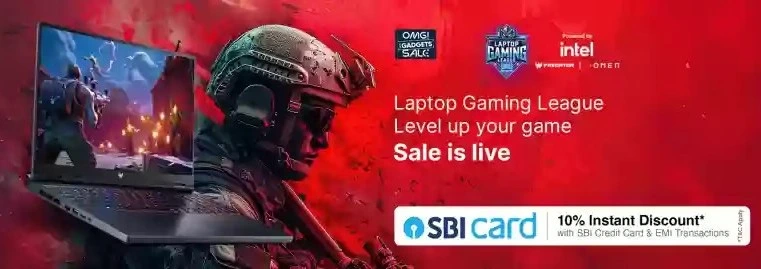 OMG!
GADGETS
SALE
LAPTOP
GAMING
LEAGUE
Powered by
intel
PREDATOR | OMEN
Laptop Gaming League
Level up your game
Sale is live
SBI card
10% Instant Discount*
with SBI Credit Card & EMI Transactions
*T&C Apply